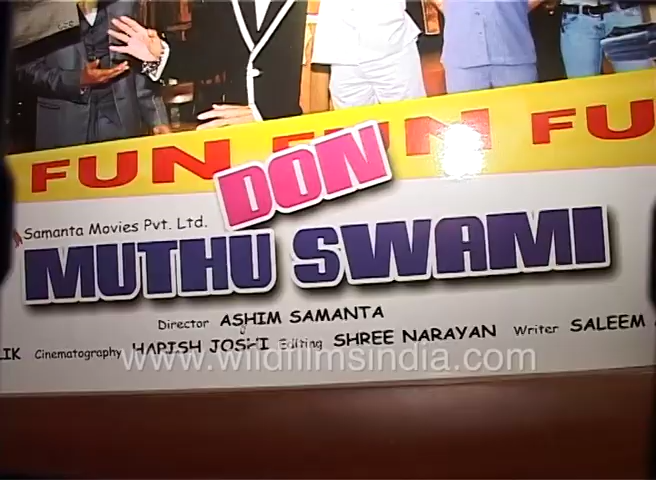 FUN FUN FUN FU
DON
Samanta Movies Pvt. Ltd.
MUTHU SWAMI
Director ASHIM SAMANTA
LIK Cinematography HARISH JOSHI Editing SHREE NARAYAN Writer SALEEM
www.wildfilmsindia.com